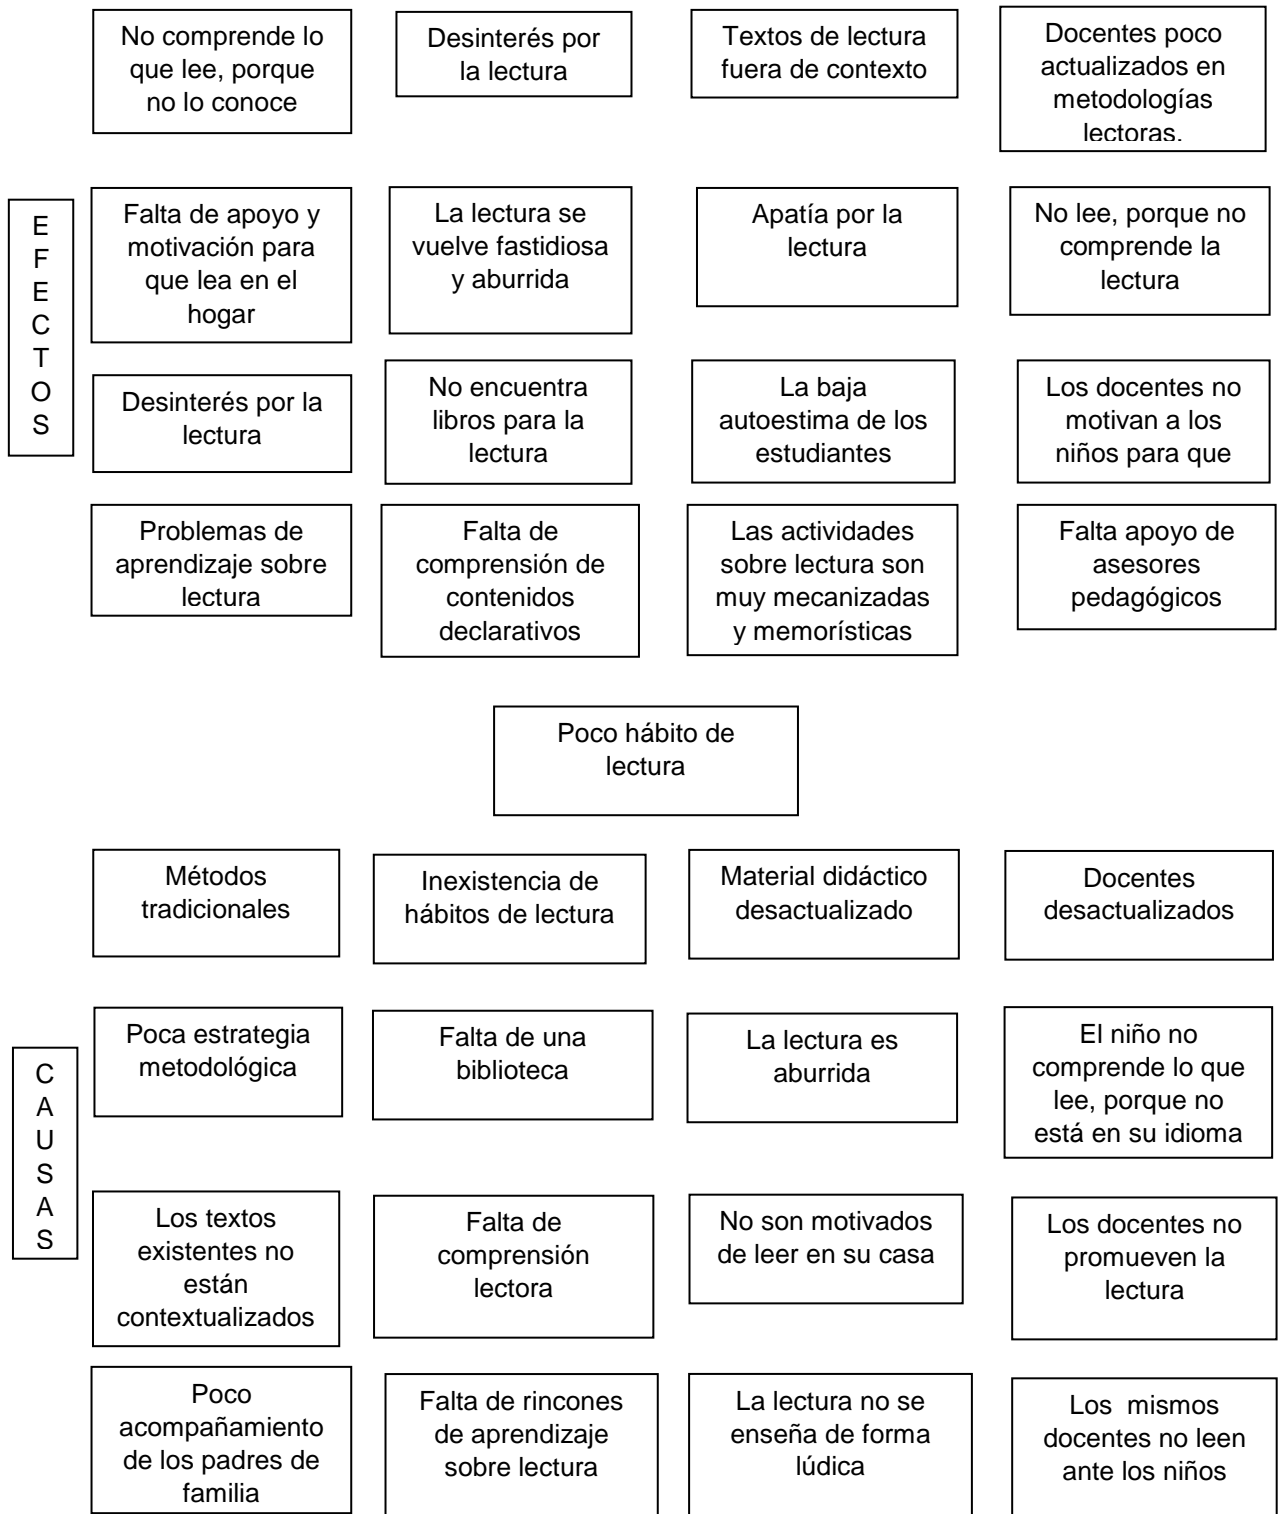 No comprende lo
que lee, porque
no lo conoce
Desinterés por
la lectura
Textos de lectura
fuera de contexto
Docentes poco
actualizados en
metodologías
lectoras.
E
F
E
C
T
O
S
Falta de apoyo y
motivación para
que lea en el
hogar
La lectura se
vuelve fastidiosa
y aburrida
Apatía por la
lectura
No lee, porque no
comprende la
lectura
Desinterés por la
lectura
No encuentra
libros para la
lectura
La baja
autoestima de los
estudiantes
Los docentes no
motivan a los
niños para que
Problemas de
aprendizaje sobre
lectura
Falta de
comprensión de
contenidos
declarativos
Las actividades
sobre lectura son
muy mecanizadas
y memorísticas
Falta apoyo de
asesores
pedagógicos
Poco hábito de
lectura
Métodos
tradicionales
Inexistencia de
hábitos de lectura
Material didáctico
desactualizado
Docentes
desactualizados
C
A
U
S
A
S
Poca estrategia
metodológica
Falta de una
biblioteca
La lectura es
aburrida
El niño no
comprende lo que
lee, porque no
está en su idioma
Los textos
existentes no
están
contextualizados
Falta de
comprensión
lectora
No son motivados
de leer en su casa
Los docentes no
promueven la
lectura
Poco
acompañamiento
de los padres de
familia
Falta de rincones
de aprendizaje
sobre lectura
La lectura no se
enseña de forma
lúdica
Los mismos
docentes no leen
ante los niños